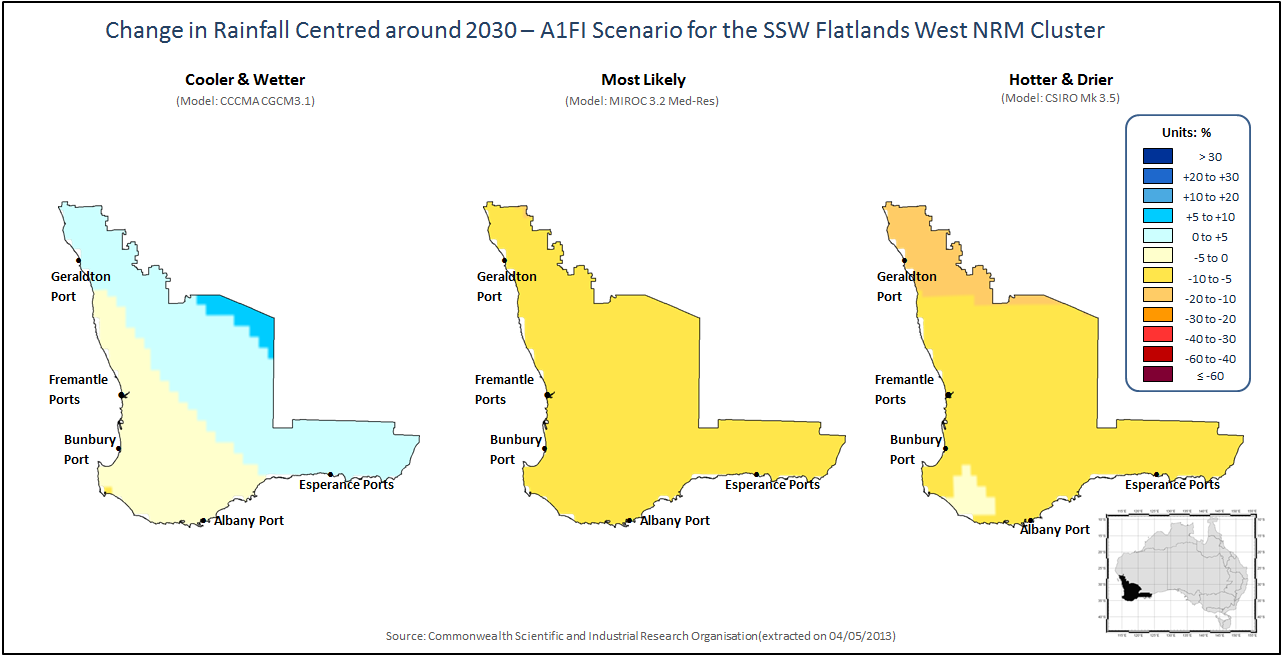 Change in Rainfall Centred around 2030 – A1FI Scenario for the SSW Flatlands West NRM Cluster
Cooler & Wetter
(Model: CCCMA CGCM3.1)
Geraldton
Port
Fremantle
Ports
Bunbury
Port
Esperance Ports
Albany Port
Most Likely
(Model: MIROC 3.2 Med-Res)
Geraldton
Port
Fremantle
Ports
Bunbury
Port
Esperance Ports
Albany Port
Hotter & Drier
(Model: CSIRO Mk 3.5)
Geraldton
Port
Fremantle
Ports
Bunbury
Port
Esperance Ports
Albany Port
Units: %
> 30
+20 to +30
+10 to +20
+5 to +10
0 to +5
-5 to 0
-10 to -5
-20 to -10
-30 to -20
-40 to -30
-60 to -40
≤ -60
Source: Commonwealth Scientific and Industrial Research Organisation(extracted on 04/05/2013)